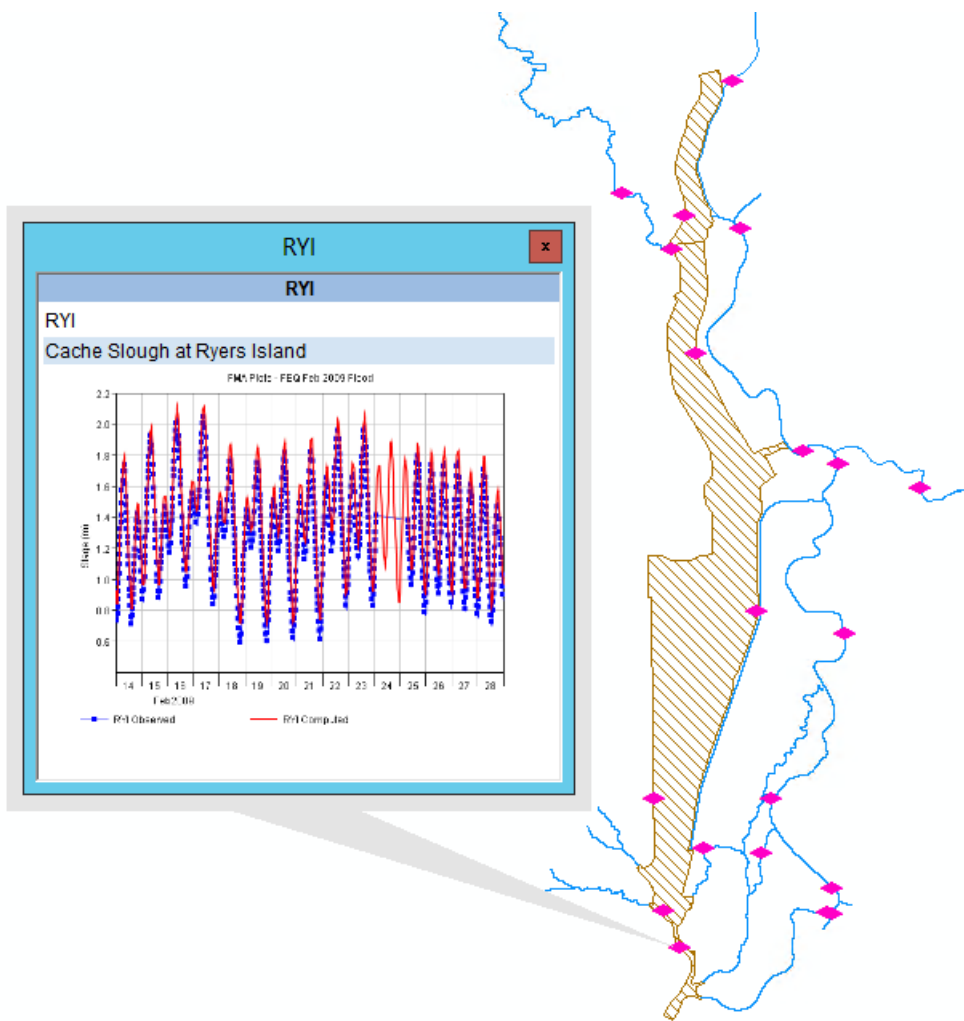 RYI
x
RYI
RYI
Cache Slough at Ryers Island
FMA Plots - FEQ Feb 2009 Flood
2.2
2.0
1.8
1.6
1.4
1.2
1.0
0.8
0.6
Stage (m)
14 15 16 17 18 19 20 21 22 23 24 25 26 27 28
Feb2009
RYI Observed RYI Computed